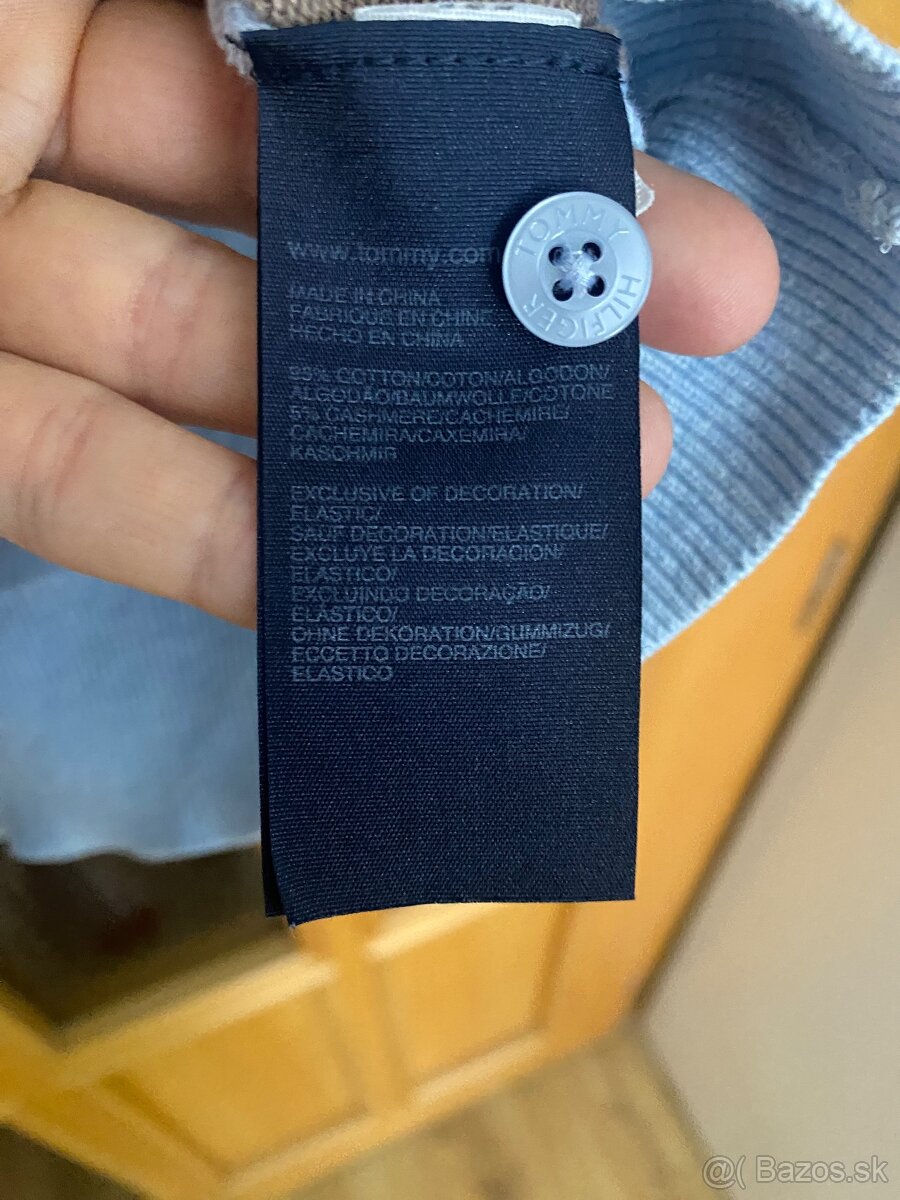 www.tommy.com
TOMMY HILFIGER
MADE IN CHINA
FABRIQUE EN CHINE
HECHO EN CHINA
95% COTTON/COTON/ALGODON/
ALGODÃO/BAUMWOLLE/COTONE
5% CASHMERE/CACHEMIRE/
CACHEMIRA/CAXEMIRA/
KASCHMIR
EXCLUSIVE OF DECORATION/
ELASTIC/
SAUF DECORATION/ELASTIQUE/
EXCLUYE LA DECORACION/
ELASTICO/
EXCLUINDO DECORAÇÃO/
ELÁSTICO/
OHNE DEKORATION/GUMMIZUG/
ECCETTO DECORAZIONE/
ELASTICO
@( Bazos.sk